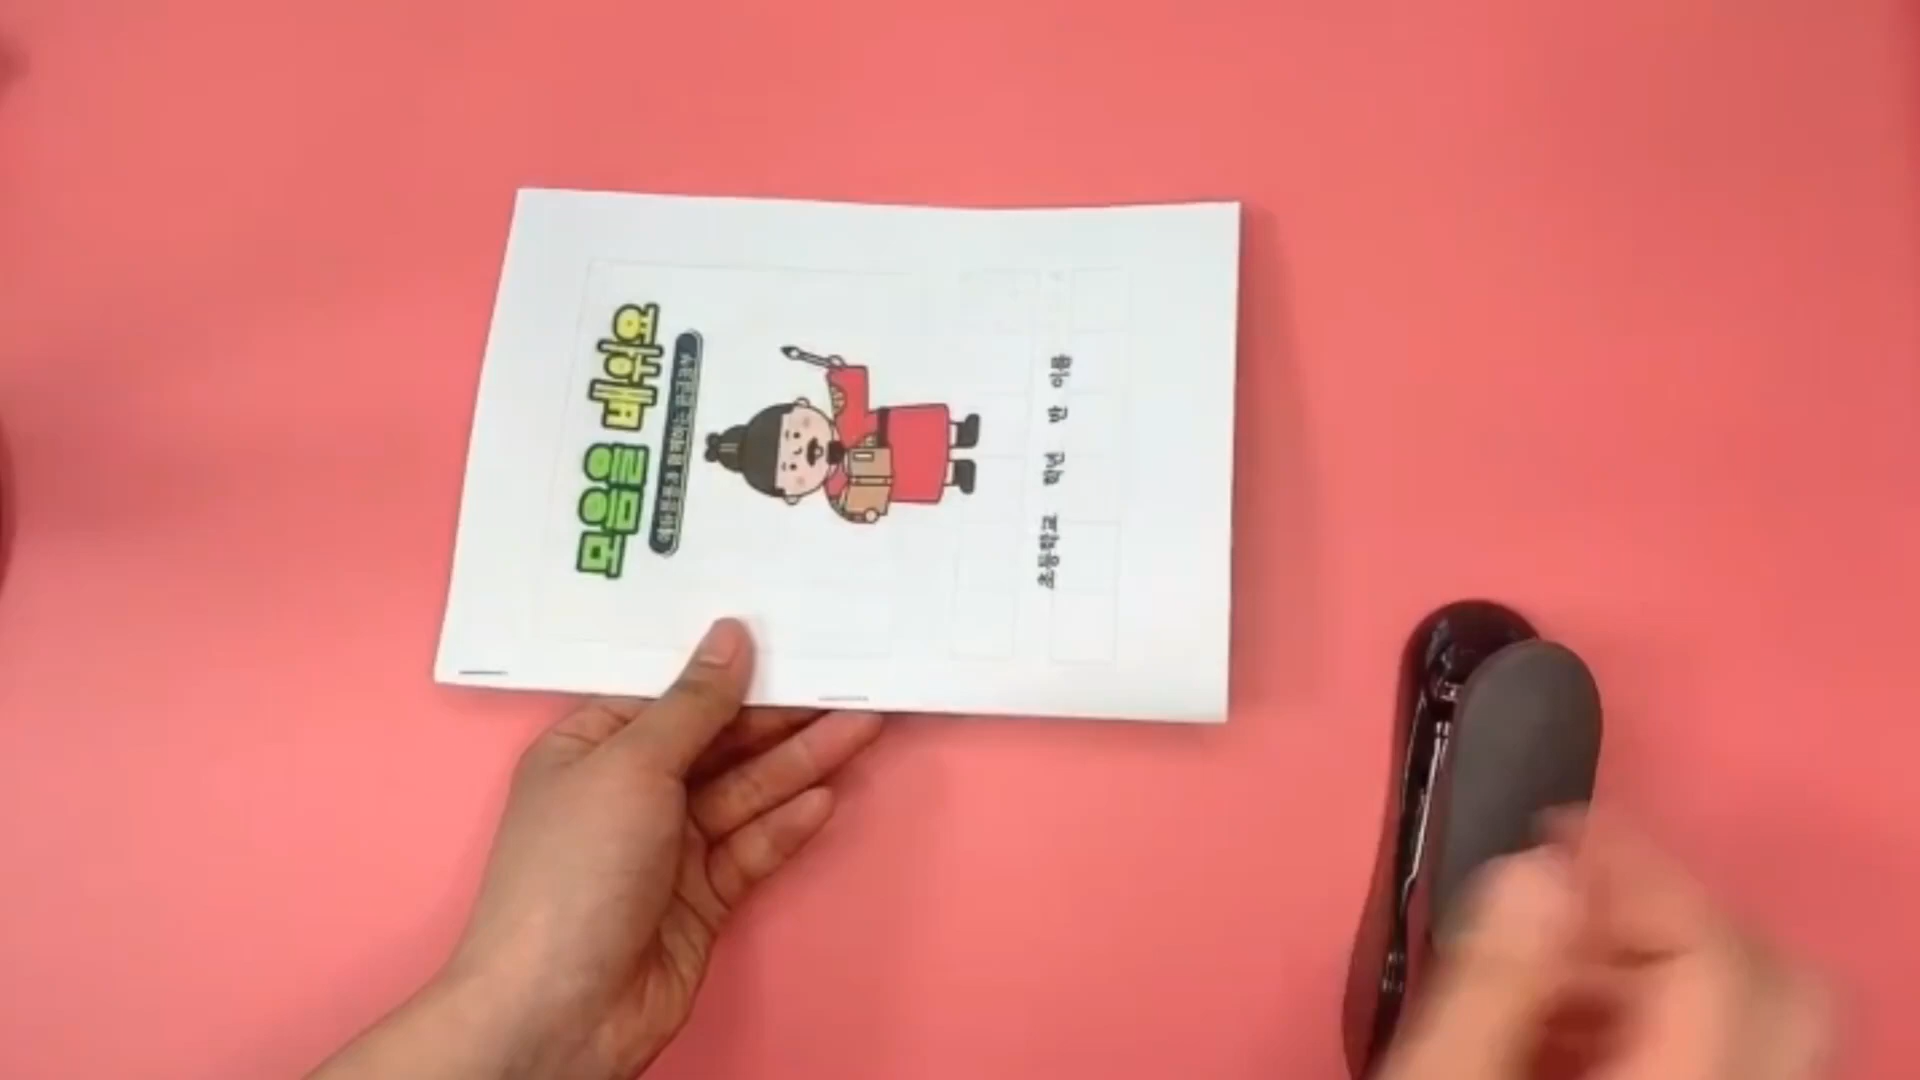 모음을 배워요
초등학교 학년 반 이름